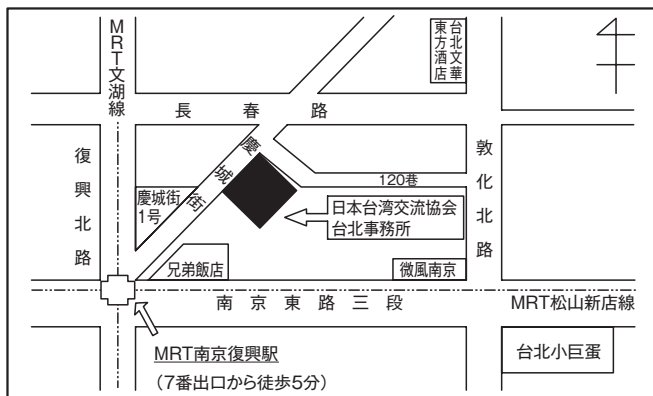 MRT文湖線
台北文華
東方酒店
長春路
復興北路
慶城街
慶城街
1号
120巷
敦化北路
日本台湾交流協会
台北事務所
兄弟飯店
微風南京
南京東路三段
MRT松山新店線
MRT南京復興駅
(7番出口から徒歩5分)
台北小巨蛋